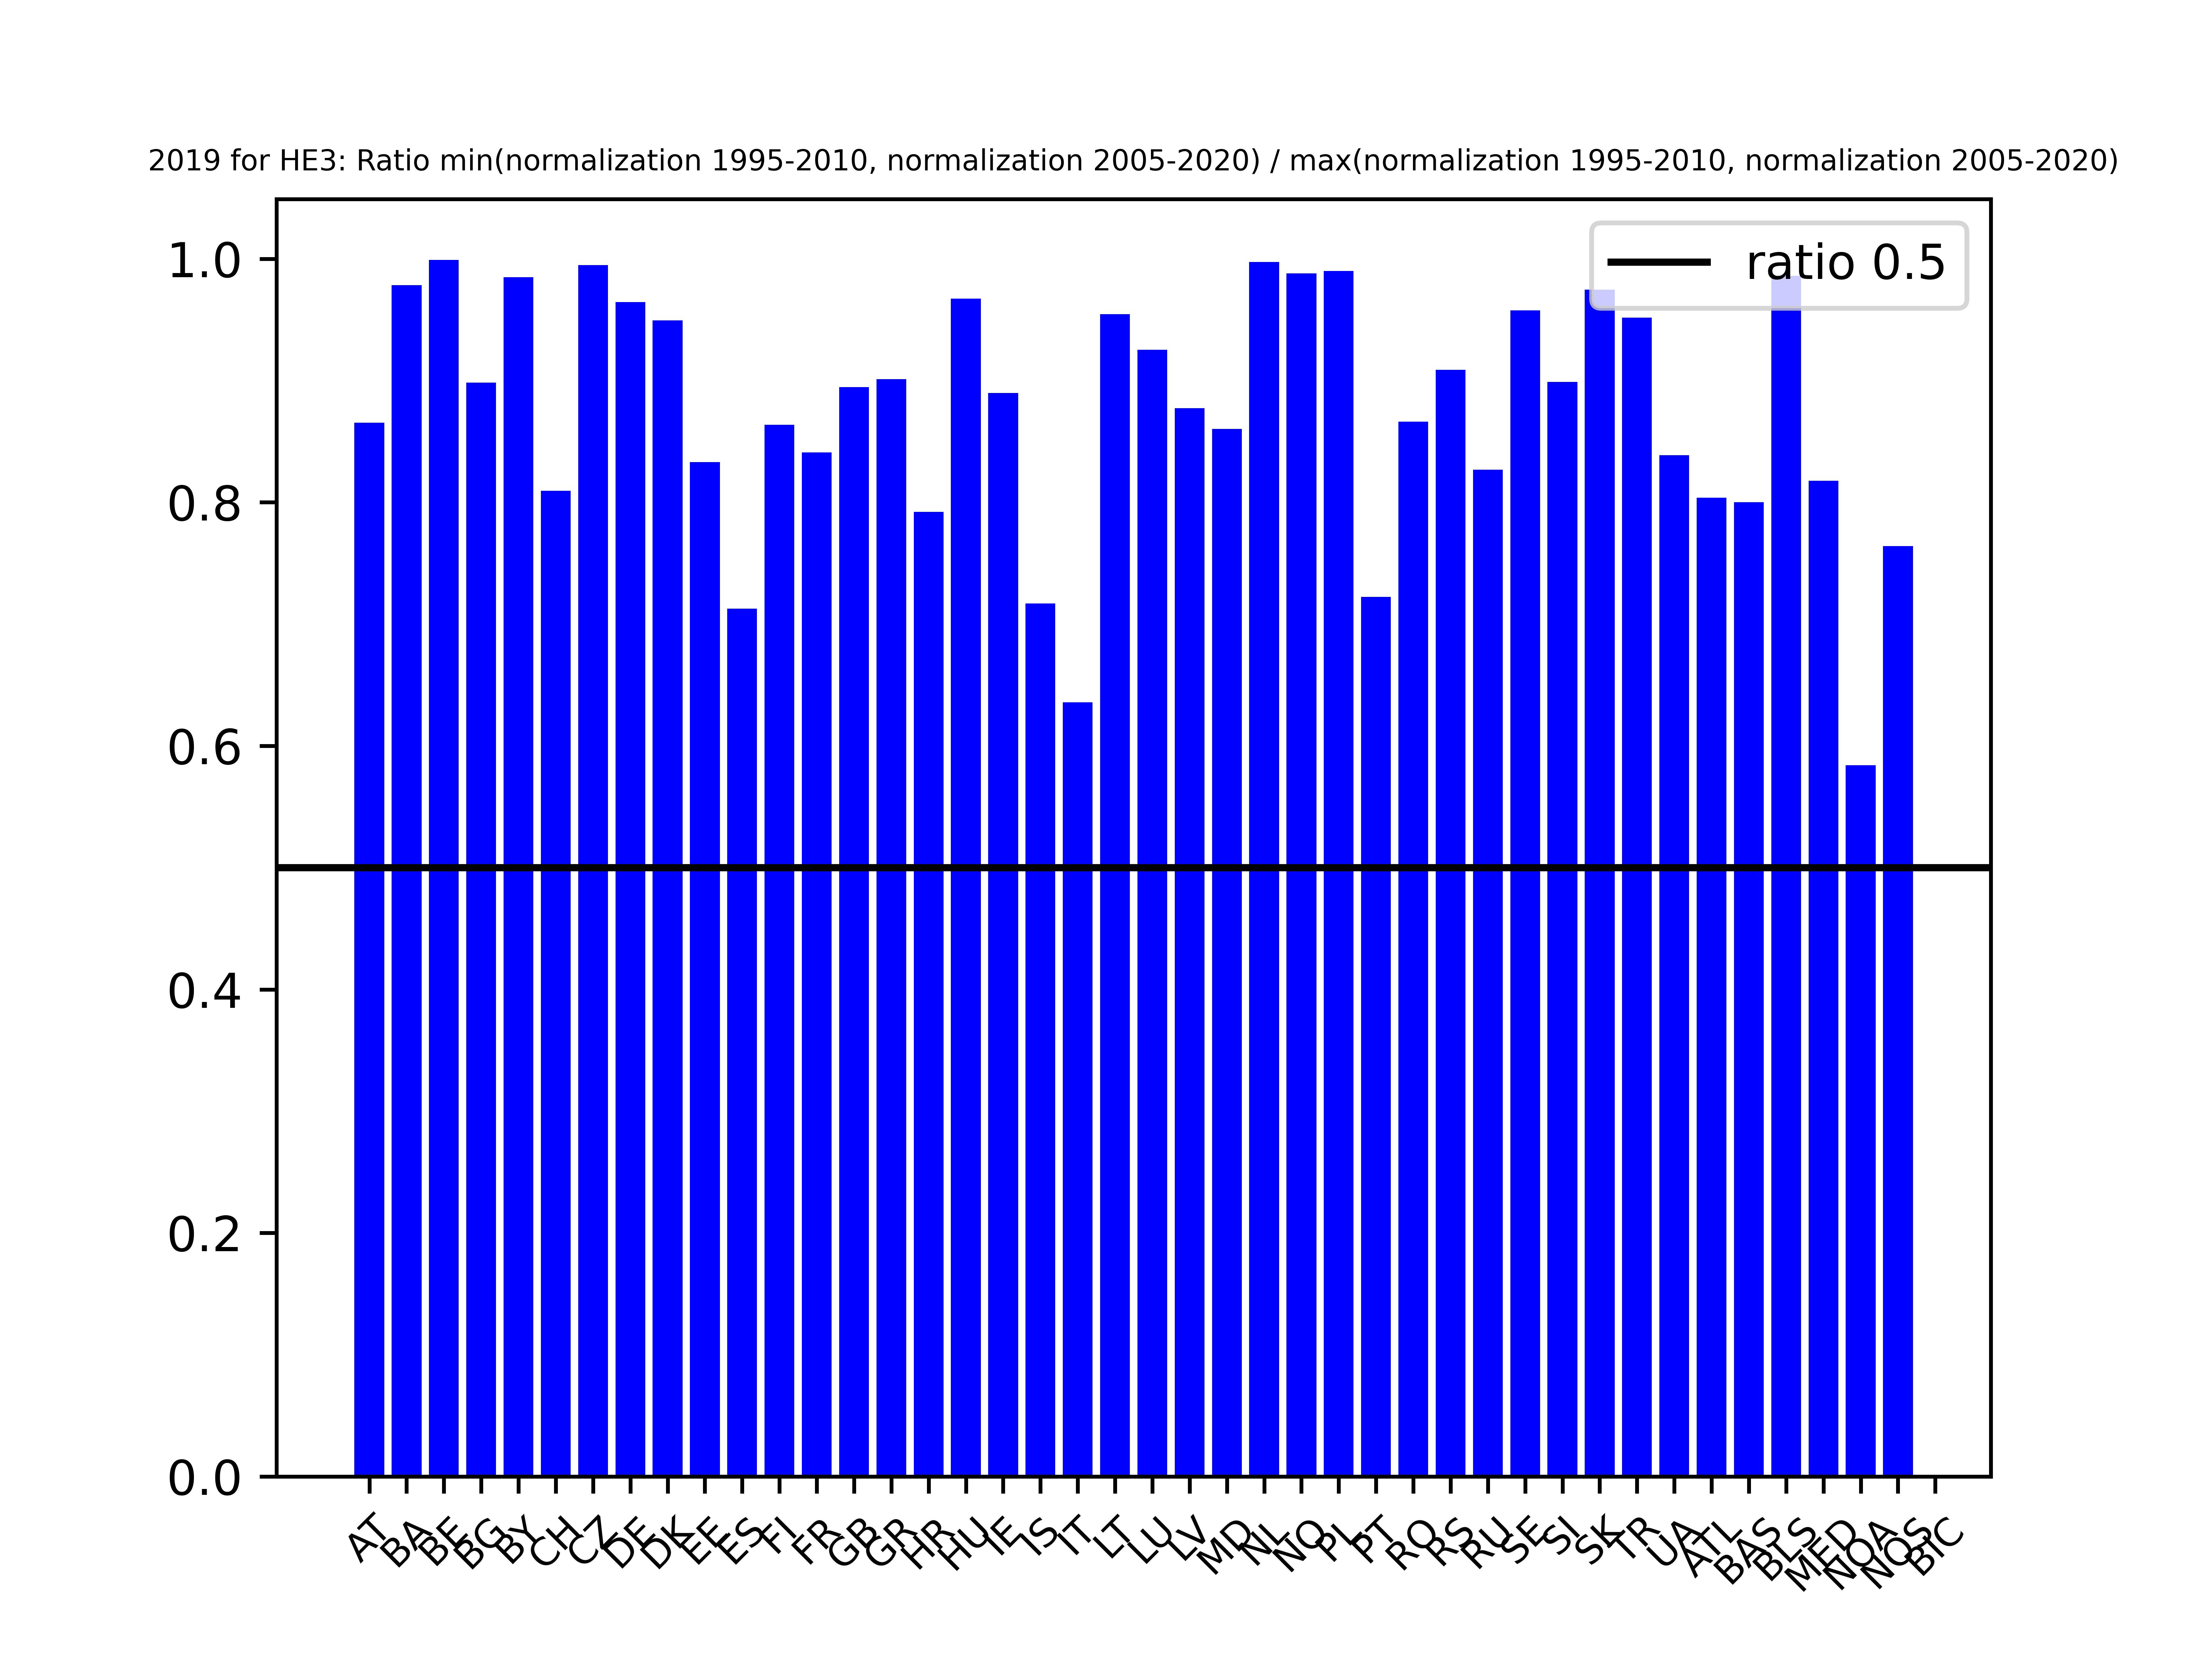 2019 for HE3: Ratio min(normalization 1995-2010, normalization 2005-2020) / max(normalization 1995-2010, normalization 2005-2020)
ratio 0.5
1.0
0.8
0.6
0.4
0.2
0.0
AT BA BE BG BY CH CZ DE DK EE ES FI FR GB GR HR HU IE IS IT LT LU LV MD NL NO PL PT RO RS RU SE SI SK TR UA ATL BAS BLS MED NOA NOS BIC